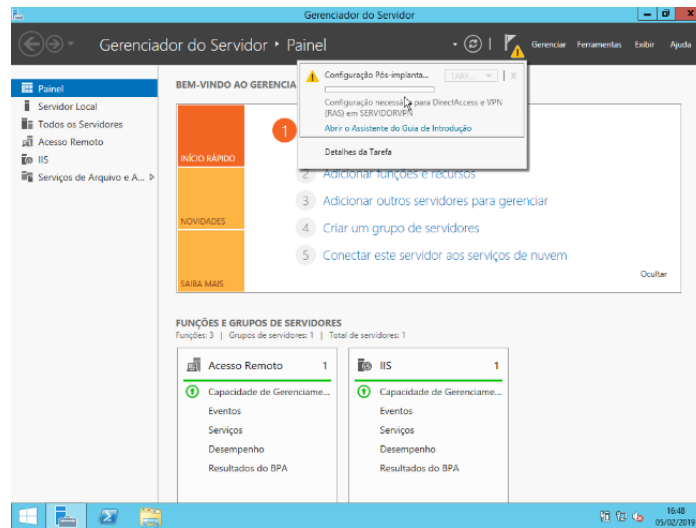 Gerenciador do Servidor
Gerenciador do Servidor • Painel
Gerenciar Ferramentas Exibir Ajuda
Painel
Servidor Local
Todos os Servidores
Acesso Remoto
IIS
Serviços de Arquivo e A...
BEM-VINDO AO GERENCIA
Configuração Pós-implanta... TARE... X
Configuração necessária para DirectAccess e VPN
(RAS) em SERVIDORVPN
Abrir o Assistente do Guia de Introdução
Detalhes da Tarefa
INÍCIO RÁPIDO
NOVIDADES
SAIBA MAIS
1
2 Adicionar funções e recursos
3 Adicionar outros servidores para gerenciar
4 Criar um grupo de servidores
5 Conectar este servidor aos serviços de nuvem
Ocultar
FUNÇÕES E GRUPOS DE SERVIDORES
Funções: 3 | Grupos de servidores: 1 | Total de servidores: 1
Acesso Remoto 1
Capacidade de Gerenciame...
Eventos
Serviços
Desempenho
Resultados do BPA
IIS 1
Capacidade de Gerenciame...
Eventos
Serviços
Desempenho
Resultados do BPA
16:48
05/02/2019